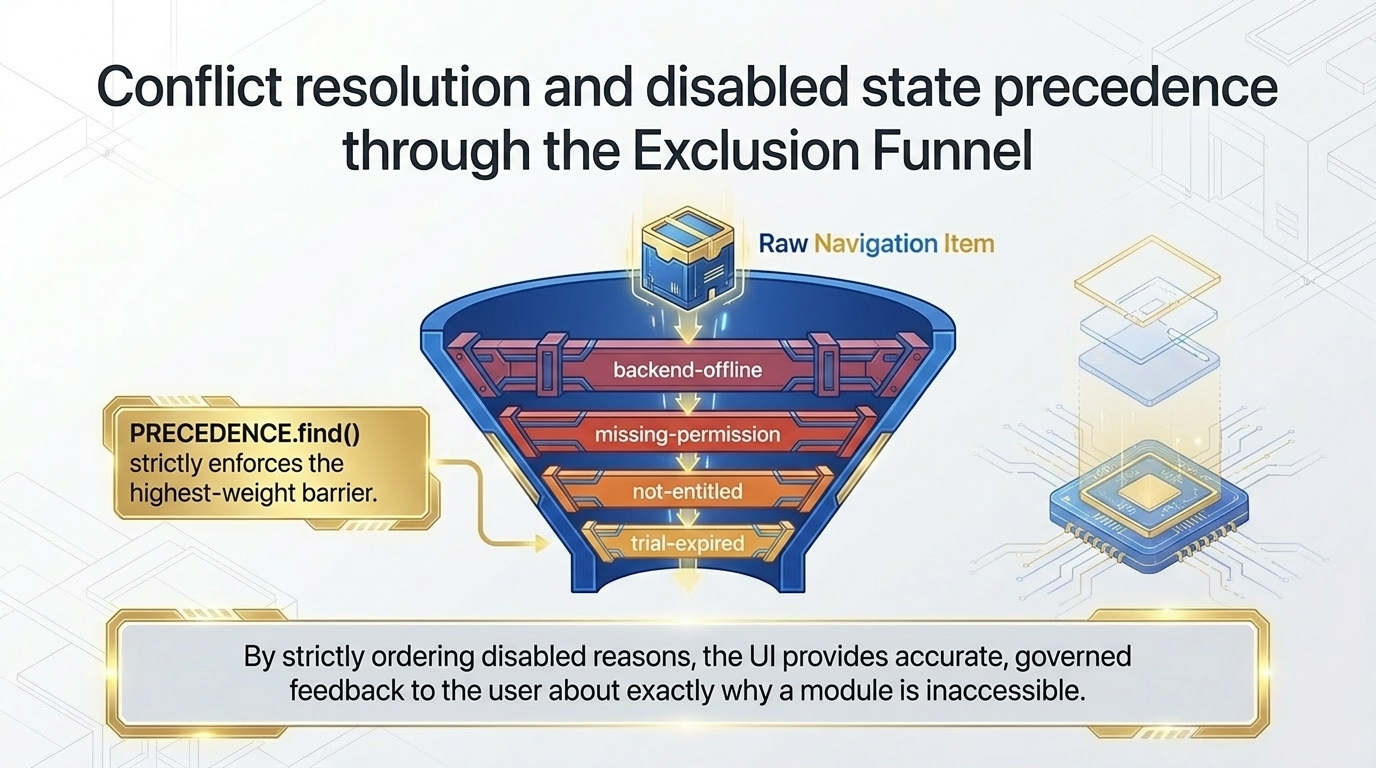 Conflict resolution and disabled state precedence
through the Exclusion Funnel
Raw Navigation Item
backend-offline
missing-permission
not-entitled
trial-expired
PRECEDENCE.find()
strictly enforces the
highest-weight barrier.
By strictly ordering disabled reasons, the UI provides accurate, governed
feedback to the user about exactly why a module is inaccessible.